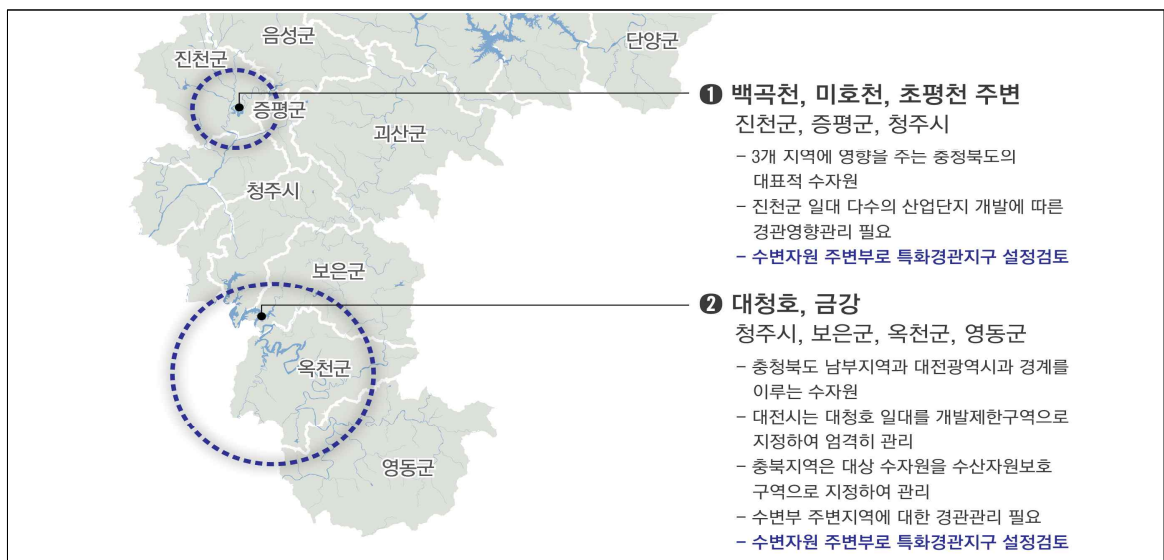 음성군
단양군
진천군
증평군
괴산군
청주시
보은군
옥천군
영동군
❶ 백곡천, 미호천, 초평천 주변
진천군, 증평군, 청주시
- 3개 지역에 영향을 주는 충청북도의
대표적 수자원
- 진천군 일대 다수의 산업단지 개발에 따른
경관영향관리 필요
- 수변자원 주변부로 특화경관지구 설정검토
❷ 대청호, 금강
청주시, 보은군, 옥천군, 영동군
- 충청북도 남부지역과 대전광역시과 경계를
이루는 수자원
- 대전시는 대청호 일대를 개발제한구역으로
지정하여 엄격히 관리
- 충북지역은 대상 수자원을 수산자원보호
구역으로 지정하여 관리
- 수변부 주변지역에 대한 경관관리 필요
- 수변자원 주변부로 특화경관지구 설정검토